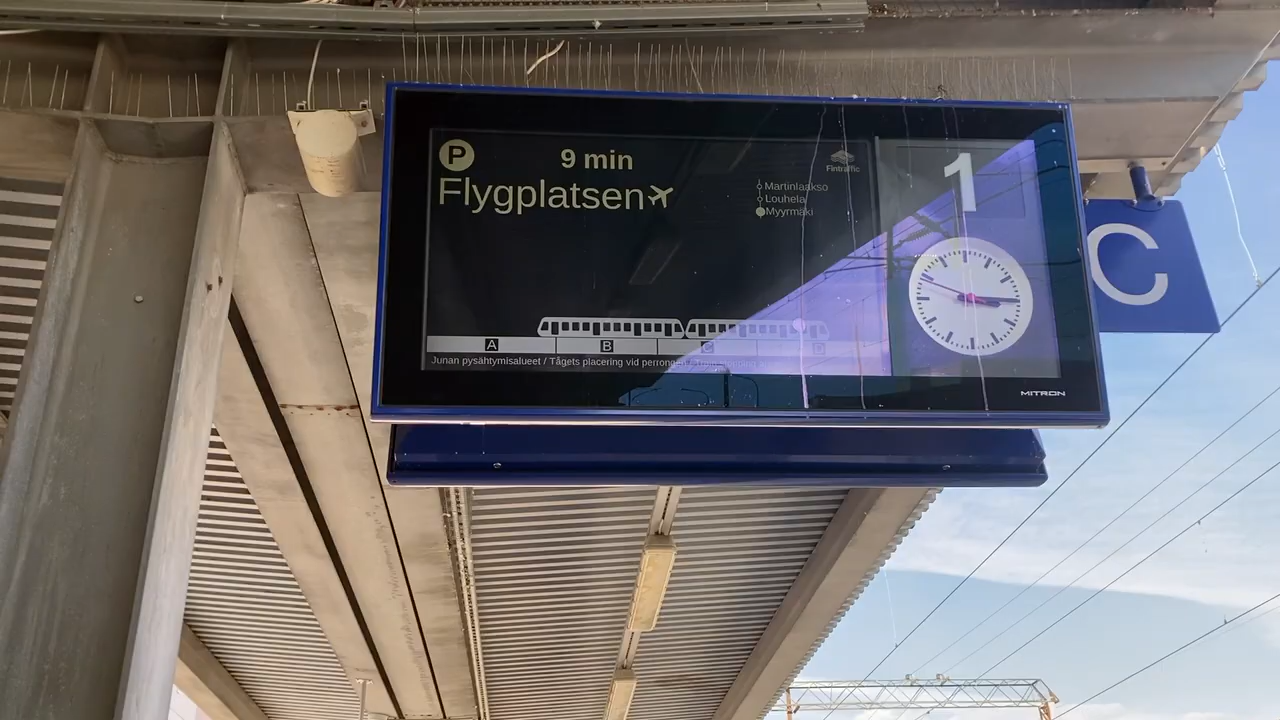 P
9 min
Flygplatsen
Fintraffic
Martinlaakso
Louhela
Myyrmäki
1
C
A
B
C
D
Junan pysähtymisalueet / Tågets placering vid perrongen /
MITRON